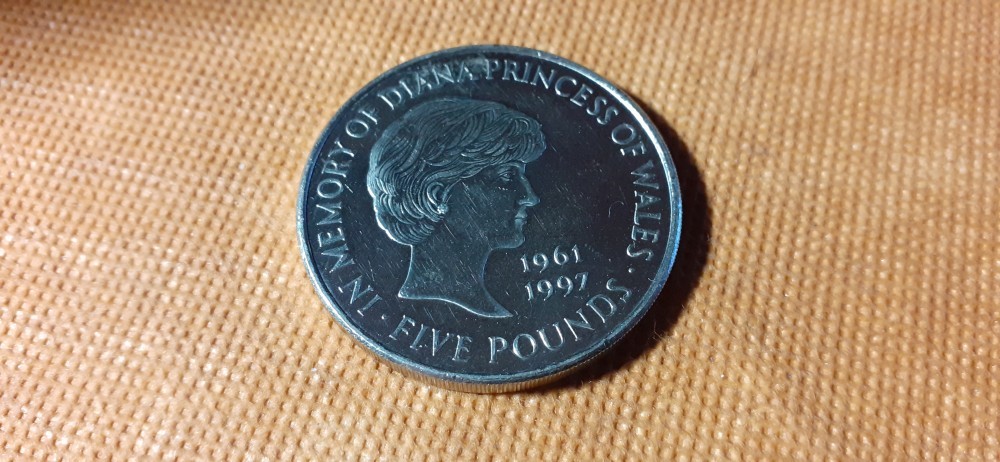 IN MEMORY OF DIANA PRINCESS OF WALES ·
1961
1997
· FIVE POUNDS